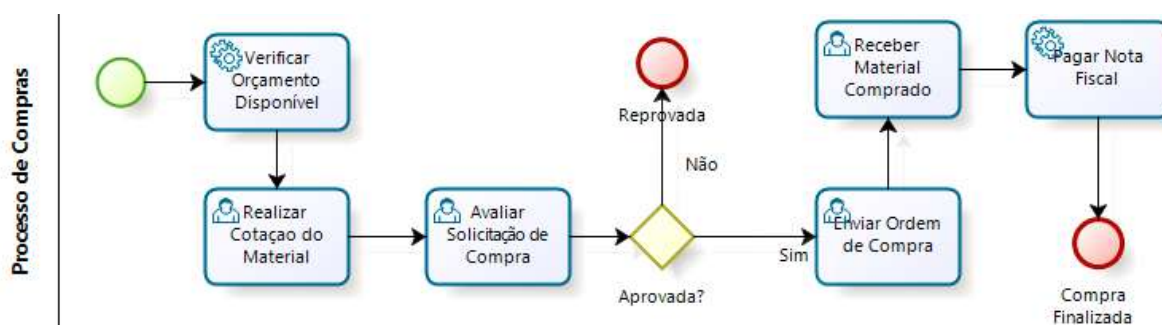 Processo de Compras
Verificar
Orçamento
Disponível
Realizar
Cotaçao do
Material
Avaliar
Solicitação de
Compra
Aprovada?
Não
Reprovada
Sim
Enviar Ordem
de Compra
Receber
Material
Comprado
Pagar Nota
Fiscal
Compra
Finalizada